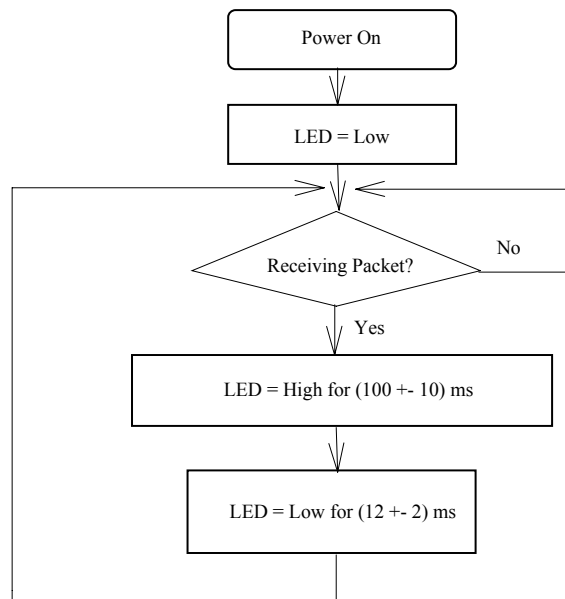 Power On
LED = Low
Receiving Packet?
No
Yes
LED = High for (100 +- 10) ms
LED = Low for (12 +- 2) ms